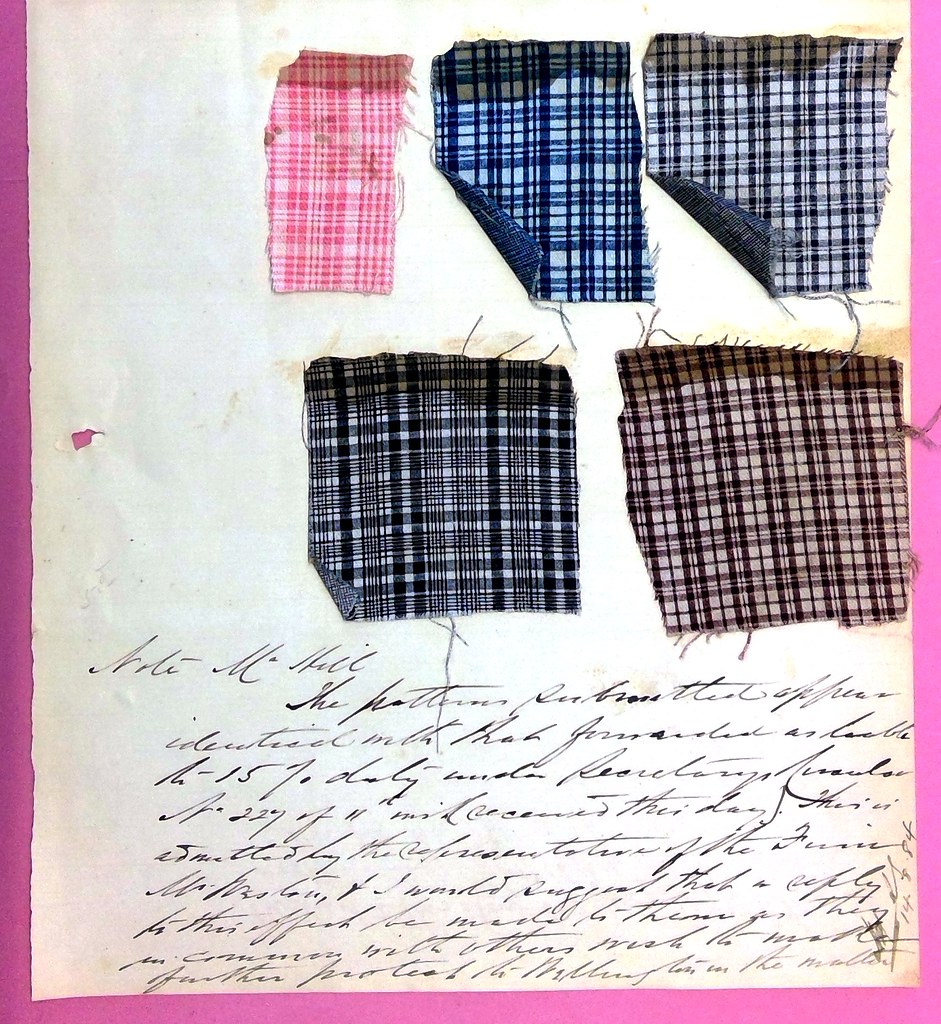 Note Mr Hill
The patterns submitted appear
identical with that forwarded as liable
to 15 % duty under Secretarys Circular
No 227 of 11th inst (received this day). This is
admitted by the representative of the Firm
Mr Weston, & I would suggest that a reply
to this effect be made to them as they
in common with others wish to make
further protest to Wellington in the matter
14.8.84